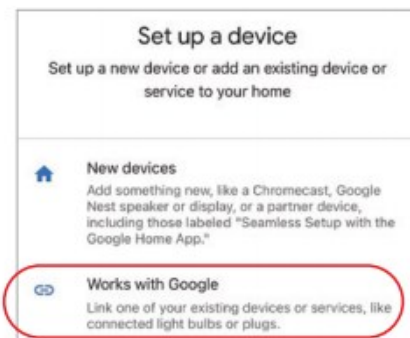 Set up a device
Set up a new device or add an existing device or
service to your home
New devices
Add something new, like a Chromecast, Google
Nest speaker or display, or a partner device,
including those labeled "Seamless Setup with the
Google Home App."
Works with Google
Link one of your existing devices or services, like
connected light bulbs or plugs.